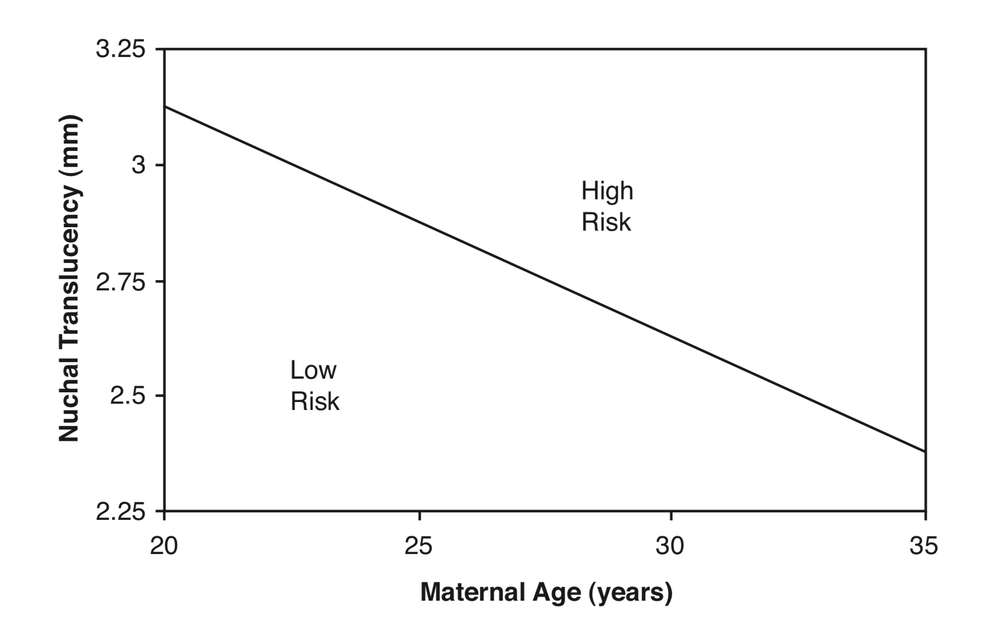 3.25
3
2.75
2.5
2.25
Nuchal Translucency (mm)
High
Risk
Low
Risk
20
25
30
35
Maternal Age (years)